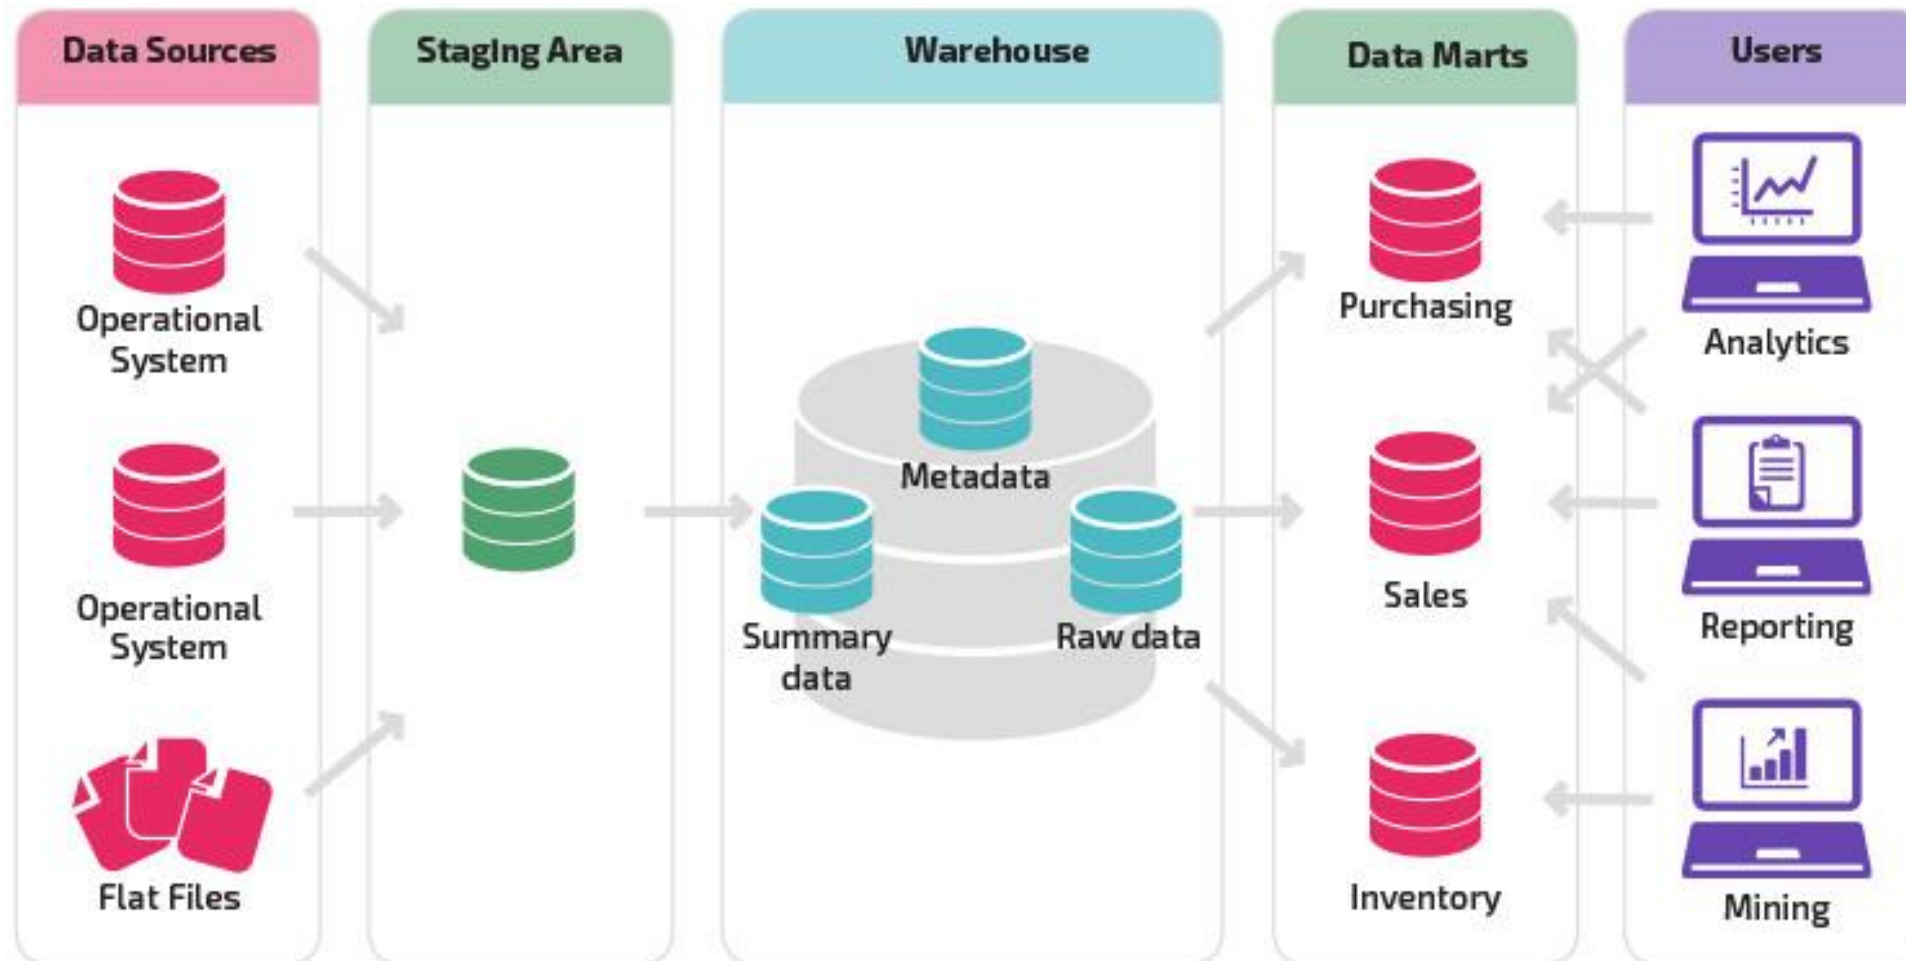 Data Sources
Staging Area
Warehouse
Data Marts
Users
Operational
System
Operational
System
Flat Files
Metadata
Summary
data
Raw data
Purchasing
Sales
Inventory
Analytics
Reporting
Mining